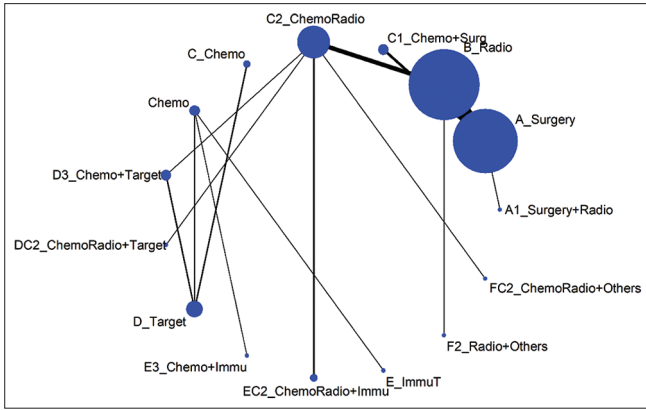 C2_ChemoRadio
C1_Chemo+Surg
B_Radio
C_Chemo
Chemo
A_Surgery
D3_Chemo+Target
A1_Surgery+Radio
DC2_ChemoRadio+Target
FC2_ChemoRadio+Others
D_Target
F2_Radio+Others
E3_Chemo+Immu
E_ImmuT
EC2_ChemoRadio+Immu